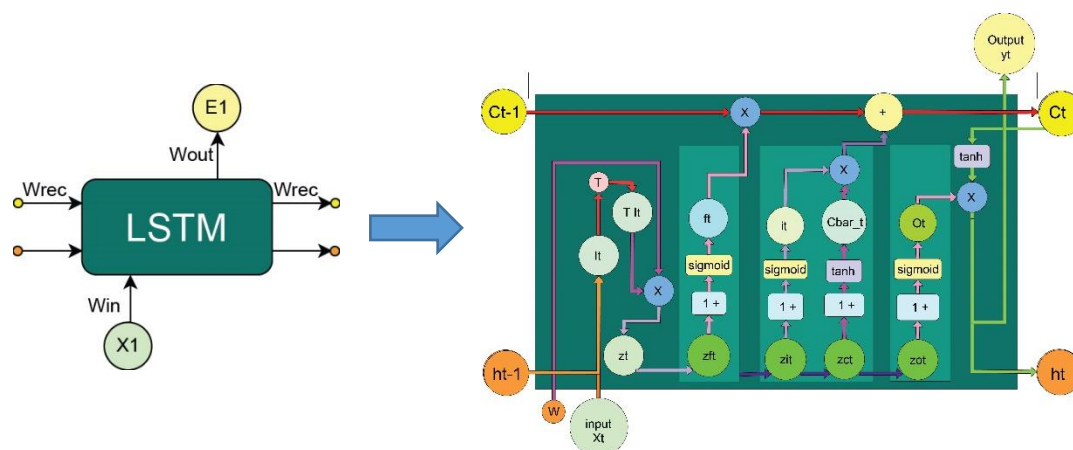 E1
Wout
Wrec
Wrec
LSTM
Win
X1
Output
yt
Ct-1
X
+
Ct
tanh
T
T It
ft
it
X
Cbar_t
Ot
X
It
sigmoid
sigmoid
tanh
sigmoid
X
1 +
1 +
1 +
1 +
zt
zft
zit
zct
zot
ht-1
ht
W
input
Xt